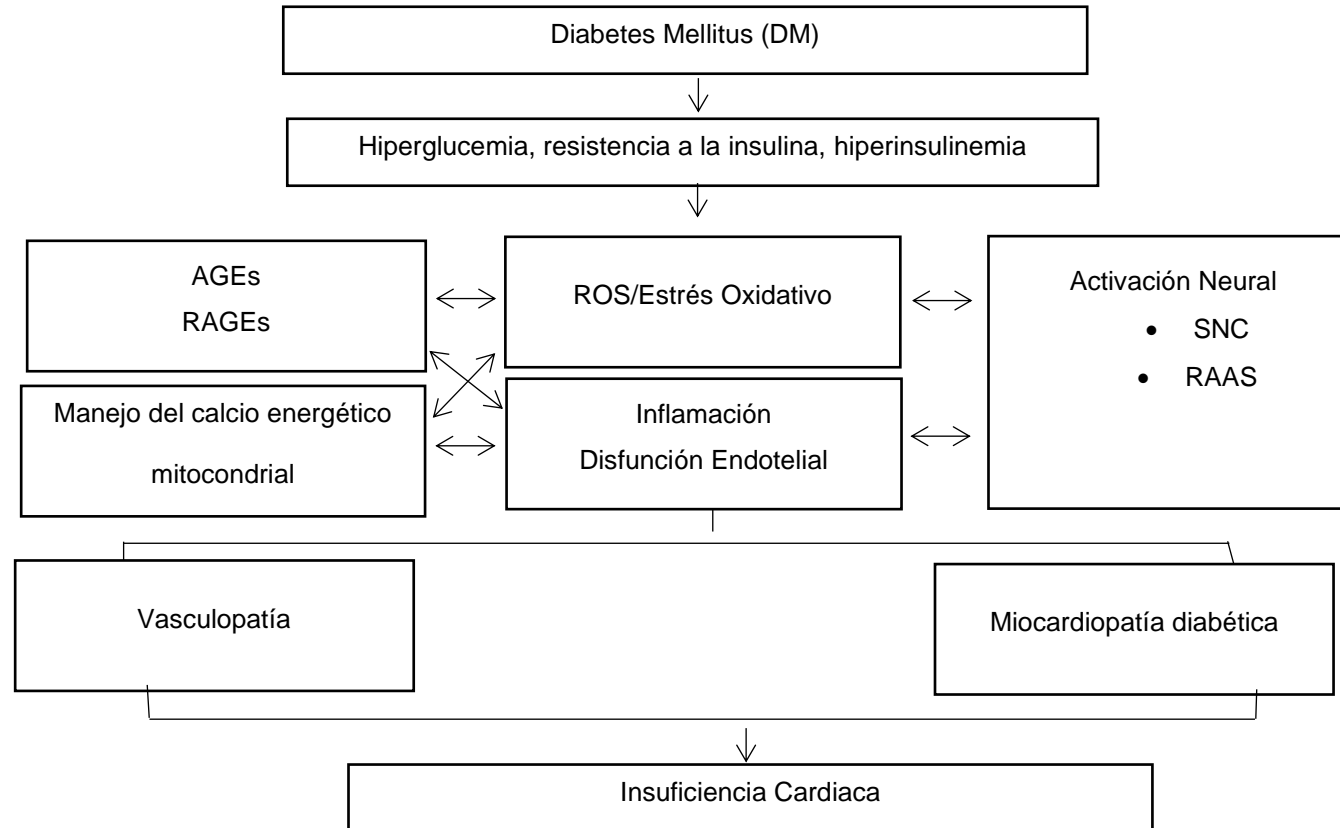 Diabetes Mellitus (DM)
Hiperglucemia, resistencia a la insulina, hiperinsulinemia
AGEs
RAGEs
ROS/Estrés Oxidativo
Activación Neural
• SNC
• RAAS
Manejo del calcio energético
mitocondrial
Inflamación
Disfunción Endotelial
Vasculopatía
Miocardiopatía diabética
Insuficiencia Cardiaca